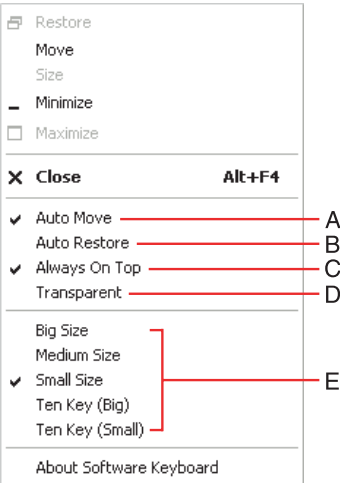 Restore
Move
Size
Minimize
Maximize
Close Alt+F4
Auto Move A
Auto Restore B
Always On Top C
Transparent D
Big Size
Medium Size
Small Size E
Ten Key (Big)
Ten Key (Small)
About Software Keyboard